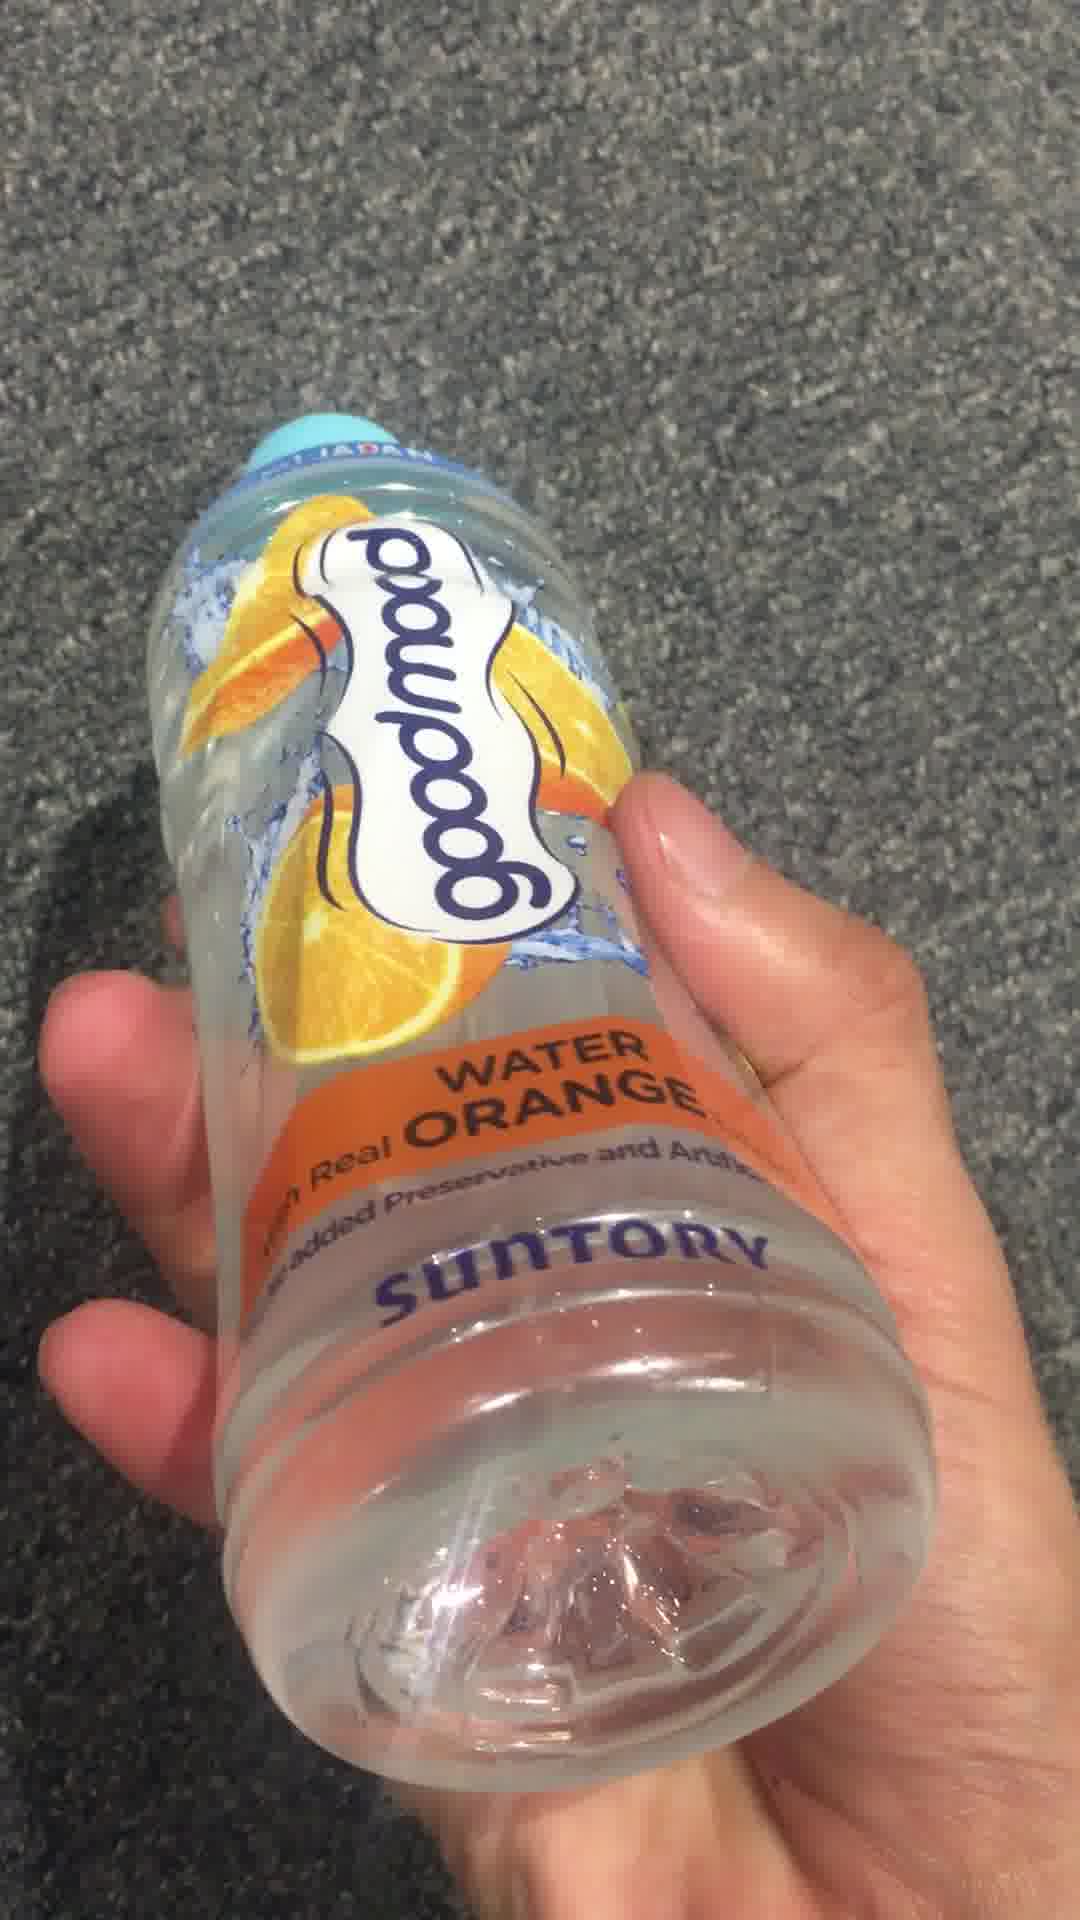 JAPAN
goodmood
WATER
Real ORANGE
added Preservative and
SUNTORY